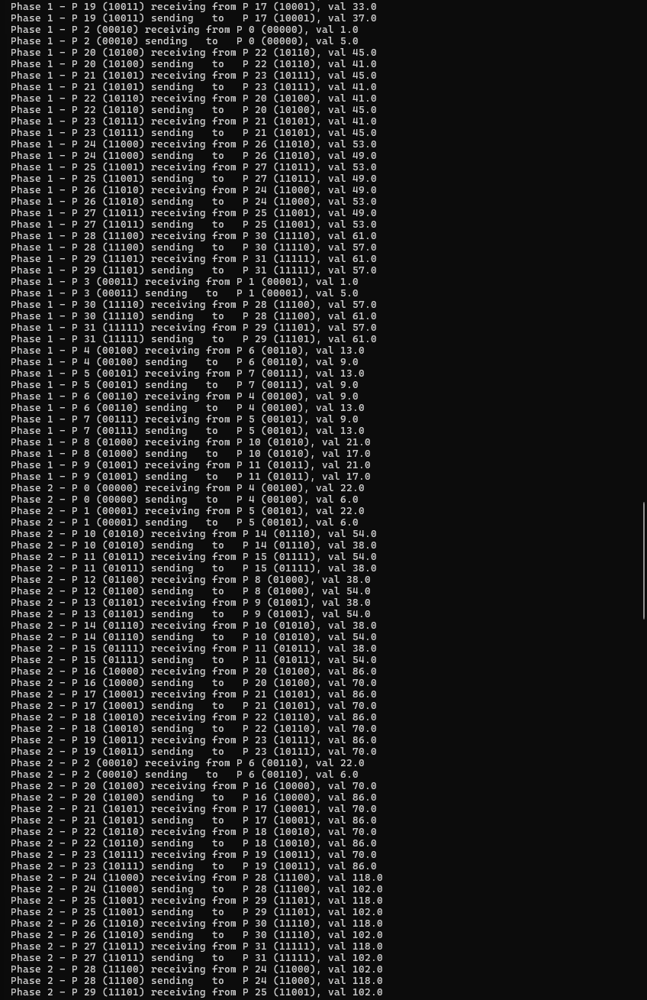 Phase 1 - P 19 (10011) receiving from P 17 (10001), val 33.0
Phase 1 - P 19 (10011) sending   to   P 17 (10001), val 37.0
Phase 1 - P 2 (00010) receiving from P 0 (00000), val 1.0
Phase 1 - P 2 (00010) sending   to   P 0 (00000), val 5.0
Phase 1 - P 20 (10100) receiving from P 22 (10110), val 45.0
Phase 1 - P 20 (10100) sending   to   P 22 (10110), val 41.0
Phase 1 - P 21 (10101) receiving from P 23 (10111), val 45.0
Phase 1 - P 21 (10101) sending   to   P 23 (10111), val 41.0
Phase 1 - P 22 (10110) receiving from P 20 (10100), val 41.0
Phase 1 - P 22 (10110) sending   to   P 20 (10100), val 45.0
Phase 1 - P 23 (10111) receiving from P 21 (10101), val 41.0
Phase 1 - P 23 (10111) sending   to   P 21 (10101), val 45.0
Phase 1 - P 24 (11000) receiving from P 26 (11010), val 53.0
Phase 1 - P 24 (11000) sending   to   P 26 (11010), val 49.0
Phase 1 - P 25 (11001) receiving from P 27 (11011), val 53.0
Phase 1 - P 25 (11001) sending   to   P 27 (11011), val 49.0
Phase 1 - P 26 (11010) receiving from P 24 (11000), val 49.0
Phase 1 - P 26 (11010) sending   to   P 24 (11000), val 53.0
Phase 1 - P 27 (11011) receiving from P 25 (11001), val 49.0
Phase 1 - P 27 (11011) sending   to   P 25 (11001), val 53.0
Phase 1 - P 28 (11100) receiving from P 30 (11110), val 61.0
Phase 1 - P 28 (11100) sending   to   P 30 (11110), val 57.0
Phase 1 - P 29 (11101) receiving from P 31 (11111), val 61.0
Phase 1 - P 29 (11101) sending   to   P 31 (11111), val 57.0
Phase 1 - P 3 (00011) receiving from P 1 (00001), val 1.0
Phase 1 - P 3 (00011) sending   to   P 1 (00001), val 5.0
Phase 1 - P 30 (11110) receiving from P 28 (11100), val 57.0
Phase 1 - P 30 (11110) sending   to   P 28 (11100), val 61.0
Phase 1 - P 31 (11111) receiving from P 29 (11101), val 57.0
Phase 1 - P 31 (11111) sending   to   P 29 (11101), val 61.0
Phase 1 - P 4 (00100) receiving from P 6 (00110), val 13.0
Phase 1 - P 4 (00100) sending   to   P 6 (00110), val 9.0
Phase 1 - P 5 (00101) receiving from P 7 (00111), val 13.0
Phase 1 - P 5 (00101) sending   to   P 7 (00111), val 9.0
Phase 1 - P 6 (00110) receiving from P 4 (00100), val 9.0
Phase 1 - P 6 (00110) sending   to   P 4 (00100), val 13.0
Phase 1 - P 7 (00111) receiving from P 5 (00101), val 9.0
Phase 1 - P 7 (00111) sending   to   P 5 (00101), val 13.0
Phase 1 - P 8 (01000) receiving from P 10 (01010), val 21.0
Phase 1 - P 8 (01000) sending   to   P 10 (01010), val 17.0
Phase 1 - P 9 (01001) receiving from P 11 (01011), val 21.0
Phase 1 - P 9 (01001) sending   to   P 11 (01011), val 17.0
Phase 2 - P 0 (00000) receiving from P 4 (00100), val 22.0
Phase 2 - P 0 (00000) sending   to   P 4 (00100), val 6.0
Phase 2 - P 1 (00001) receiving from P 5 (00101), val 22.0
Phase 2 - P 1 (00001) sending   to   P 5 (00101), val 6.0
Phase 2 - P 10 (01010) receiving from P 14 (01110), val 54.0
Phase 2 - P 10 (01010) sending   to   P 14 (01110), val 38.0
Phase 2 - P 11 (01011) receiving from P 15 (01111), val 54.0
Phase 2 - P 11 (01011) sending   to   P 15 (01111), val 38.0
Phase 2 - P 12 (01100) receiving from P 8 (01000), val 38.0
Phase 2 - P 12 (01100) sending   to   P 8 (01000), val 54.0
Phase 2 - P 13 (01101) receiving from P 9 (01001), val 38.0
Phase 2 - P 13 (01101) sending   to   P 9 (01001), val 54.0
Phase 2 - P 14 (01110) receiving from P 10 (01010), val 38.0
Phase 2 - P 14 (01110) sending   to   P 10 (01010), val 54.0
Phase 2 - P 15 (01111) receiving from P 11 (01011), val 38.0
Phase 2 - P 15 (01111) sending   to   P 11 (01011), val 54.0
Phase 2 - P 16 (10000) receiving from P 20 (10100), val 86.0
Phase 2 - P 16 (10000) sending   to   P 20 (10100), val 70.0
Phase 2 - P 17 (10001) receiving from P 21 (10101), val 86.0
Phase 2 - P 17 (10001) sending   to   P 21 (10101), val 70.0
Phase 2 - P 18 (10010) receiving from P 22 (10110), val 86.0
Phase 2 - P 18 (10010) sending   to   P 22 (10110), val 70.0
Phase 2 - P 19 (10011) receiving from P 23 (10111), val 86.0
Phase 2 - P 19 (10011) sending   to   P 23 (10111), val 70.0
Phase 2 - P 2 (00010) receiving from P 6 (00110), val 22.0
Phase 2 - P 2 (00010) sending   to   P 6 (00110), val 6.0
Phase 2 - P 20 (10100) receiving from P 16 (10000), val 70.0
Phase 2 - P 20 (10100) sending   to   P 16 (10000), val 86.0
Phase 2 - P 21 (10101) receiving from P 17 (10001), val 70.0
Phase 2 - P 21 (10101) sending   to   P 17 (10001), val 86.0
Phase 2 - P 22 (10110) receiving from P 18 (10010), val 70.0
Phase 2 - P 22 (10110) sending   to   P 18 (10010), val 86.0
Phase 2 - P 23 (10111) receiving from P 19 (10011), val 70.0
Phase 2 - P 23 (10111) sending   to   P 19 (10011), val 86.0
Phase 2 - P 24 (11000) receiving from P 28 (11100), val 118.0
Phase 2 - P 24 (11000) sending   to   P 28 (11100), val 102.0
Phase 2 - P 25 (11001) receiving from P 29 (11101), val 118.0
Phase 2 - P 25 (11001) sending   to   P 29 (11101), val 102.0
Phase 2 - P 26 (11010) receiving from P 30 (11110), val 118.0
Phase 2 - P 26 (11010) sending   to   P 30 (11110), val 102.0
Phase 2 - P 27 (11011) receiving from P 31 (11111), val 118.0
Phase 2 - P 27 (11011) sending   to   P 31 (11111), val 102.0
Phase 2 - P 28 (11100) receiving from P 24 (11000), val 102.0
Phase 2 - P 28 (11100) sending   to   P 24 (11000), val 118.0
Phase 2 - P 29 (11101) receiving from P 25 (11001), val 102.0